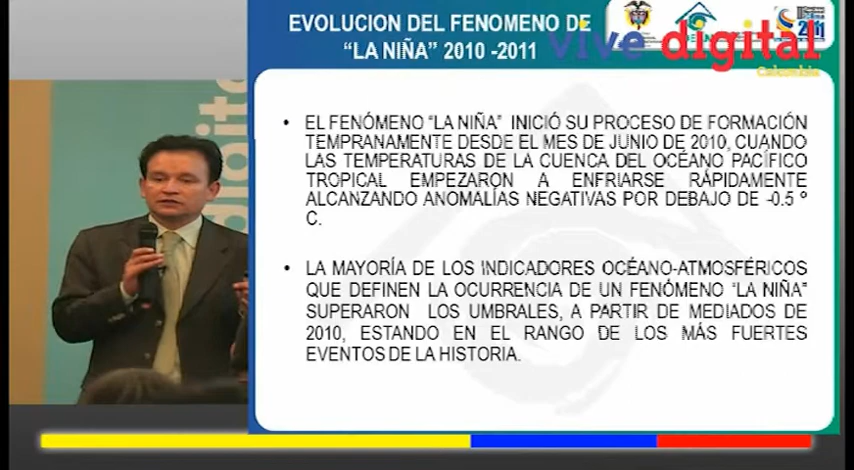 EVOLUCION DEL FENOMENO DE
“LA NIÑA” 2010 -2011
vive digital
Colombia
2011
• EL FENÓMENO “LA NIÑA” INICIÓ SU PROCESO DE FORMACIÓN
TEMPRANAMENTE DESDE EL MES DE JUNIO DE 2010, CUANDO
LAS TEMPERATURAS DE LA CUENCA DEL OCÉANO PACÍFICO
TROPICAL EMPEZARON A ENFRIARSE RÁPIDAMENTE
ALCANZANDO ANOMALÍAS NEGATIVAS POR DEBAJO DE -0.5 º
C.
• LA MAYORÍA DE LOS INDICADORES OCÉANO-ATMOSFÉRICOS
QUE DEFINEN LA OCURRENCIA DE UN FENÓMENO “LA NIÑA”
SUPERARON LOS UMBRALES, A PARTIR DE MEDIADOS DE
2010, ESTANDO EN EL RANGO DE LOS MÁS FUERTES
EVENTOS DE LA HISTORIA.